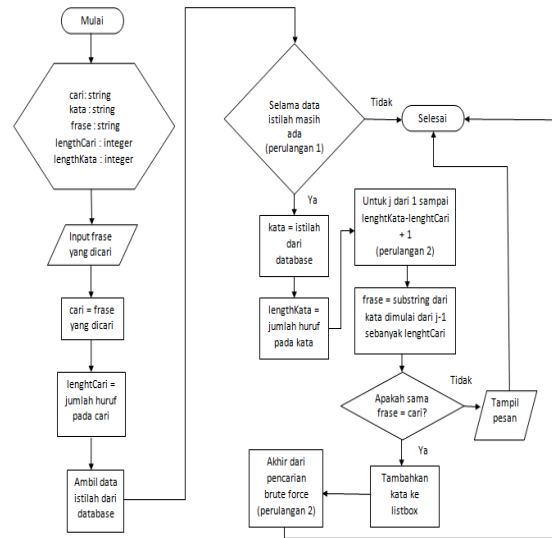 Mulai
cari: string
kata : string
frase : string
lengthCari : integer
lengthKata : integer
Input frase
yang dicari
cari = frase
yang dicari
lenghtCari =
jumlah huruf
pada cari
Ambil data
istilah dari
database
Selama data
istilah masih
ada
(perulangan 1)
Tidak
Selesai
Ya
kata = istilah
dari
database
lengthKata =
jumlah huruf
pada kata
Untuk j dari 1 sampai
lenghtKata-lenghtCari
+ 1
(perulangan 2)
frase = substring dari
kata dimulai dari j-1
sebanyak lenghtCari
Apakah sama
frase = cari?
Tidak
Tampil
pesan
Ya
Tambahkan
kata ke
listbox
Akhir dari
pencarian
brute force
(perulangan 2)